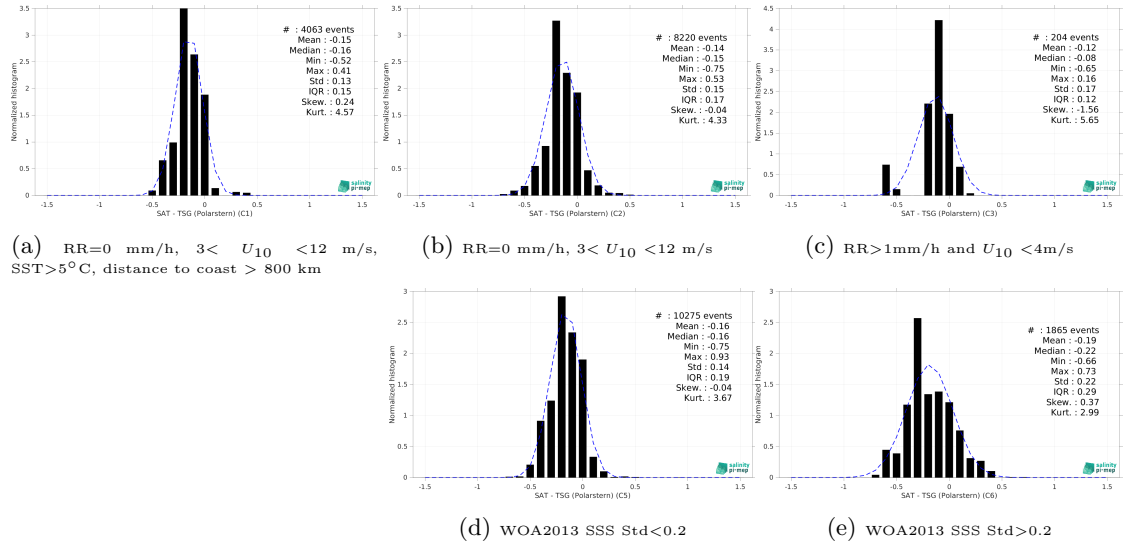 3.5
3
2.5
2
1.5
1
0.5
0
Normalized histogram
# : 4063 events
Mean : -0.15
Median : -0.16
Min : -0.52
Max : 0.41
Std : 0.13
IQR : 0.15
Skew. : 0.24
Kurt. : 4.57
salinity
pi-mep
-1.5 -1 -0.5 0 0.5 1 1.5
SAT - TSG (Polarstern) (C1)
(a) RR=0 mm/h, 3< U10 <12 m/s,
SST>5°C, distance to coast > 800 km
3.5
3
2.5
2
1.5
1
0.5
0
Normalized histogram
# : 8220 events
Mean : -0.14
Median : -0.15
Min : -0.75
Max : 0.53
Std : 0.15
IQR : 0.17
Skew. : -0.04
Kurt. : 4.33
salinity
pi-mep
-1.5 -1 -0.5 0 0.5 1 1.5
SAT - TSG (Polarstern) (C2)
(b) RR=0 mm/h, 3< U10 <12 m/s
4.5
4
3.5
3
2.5
2
1.5
1
0.5
0
Normalized histogram
# : 204 events
Mean : -0.12
Median : -0.08
Min : -0.65
Max : 0.16
Std : 0.17
IQR : 0.12
Skew. : -1.56
Kurt. : 5.65
salinity
pi-mep
-1.5 -1 -0.5 0 0.5 1 1.5
SAT - TSG (Polarstern) (C3)
(c) RR>1mm/h and U10 <4m/s
3
2.5
2
1.5
1
0.5
0
Normalized histogram
# : 10275 events
Mean : -0.16
Median : -0.16
Min : -0.75
Max : 0.93
Std : 0.14
IQR : 0.19
Skew. : -0.04
Kurt. : 3.67
salinity
pi-mep
-1.5 -1 -0.5 0 0.5 1 1.5
SAT - TSG (Polarstern) (C5)
(d) WOA2013 SSS Std<0.2
3
2.5
2
1.5
1
0.5
0
Normalized histogram
# : 1865 events
Mean : -0.19
Median : -0.22
Min : -0.66
Max : 0.73
Std : 0.22
IQR : 0.29
Skew. : 0.37
Kurt. : 2.99
salinity
pi-mep
-1.5 -1 -0.5 0 0.5 1 1.5
SAT - TSG (Polarstern) (C6)
(e) WOA2013 SSS Std>0.2